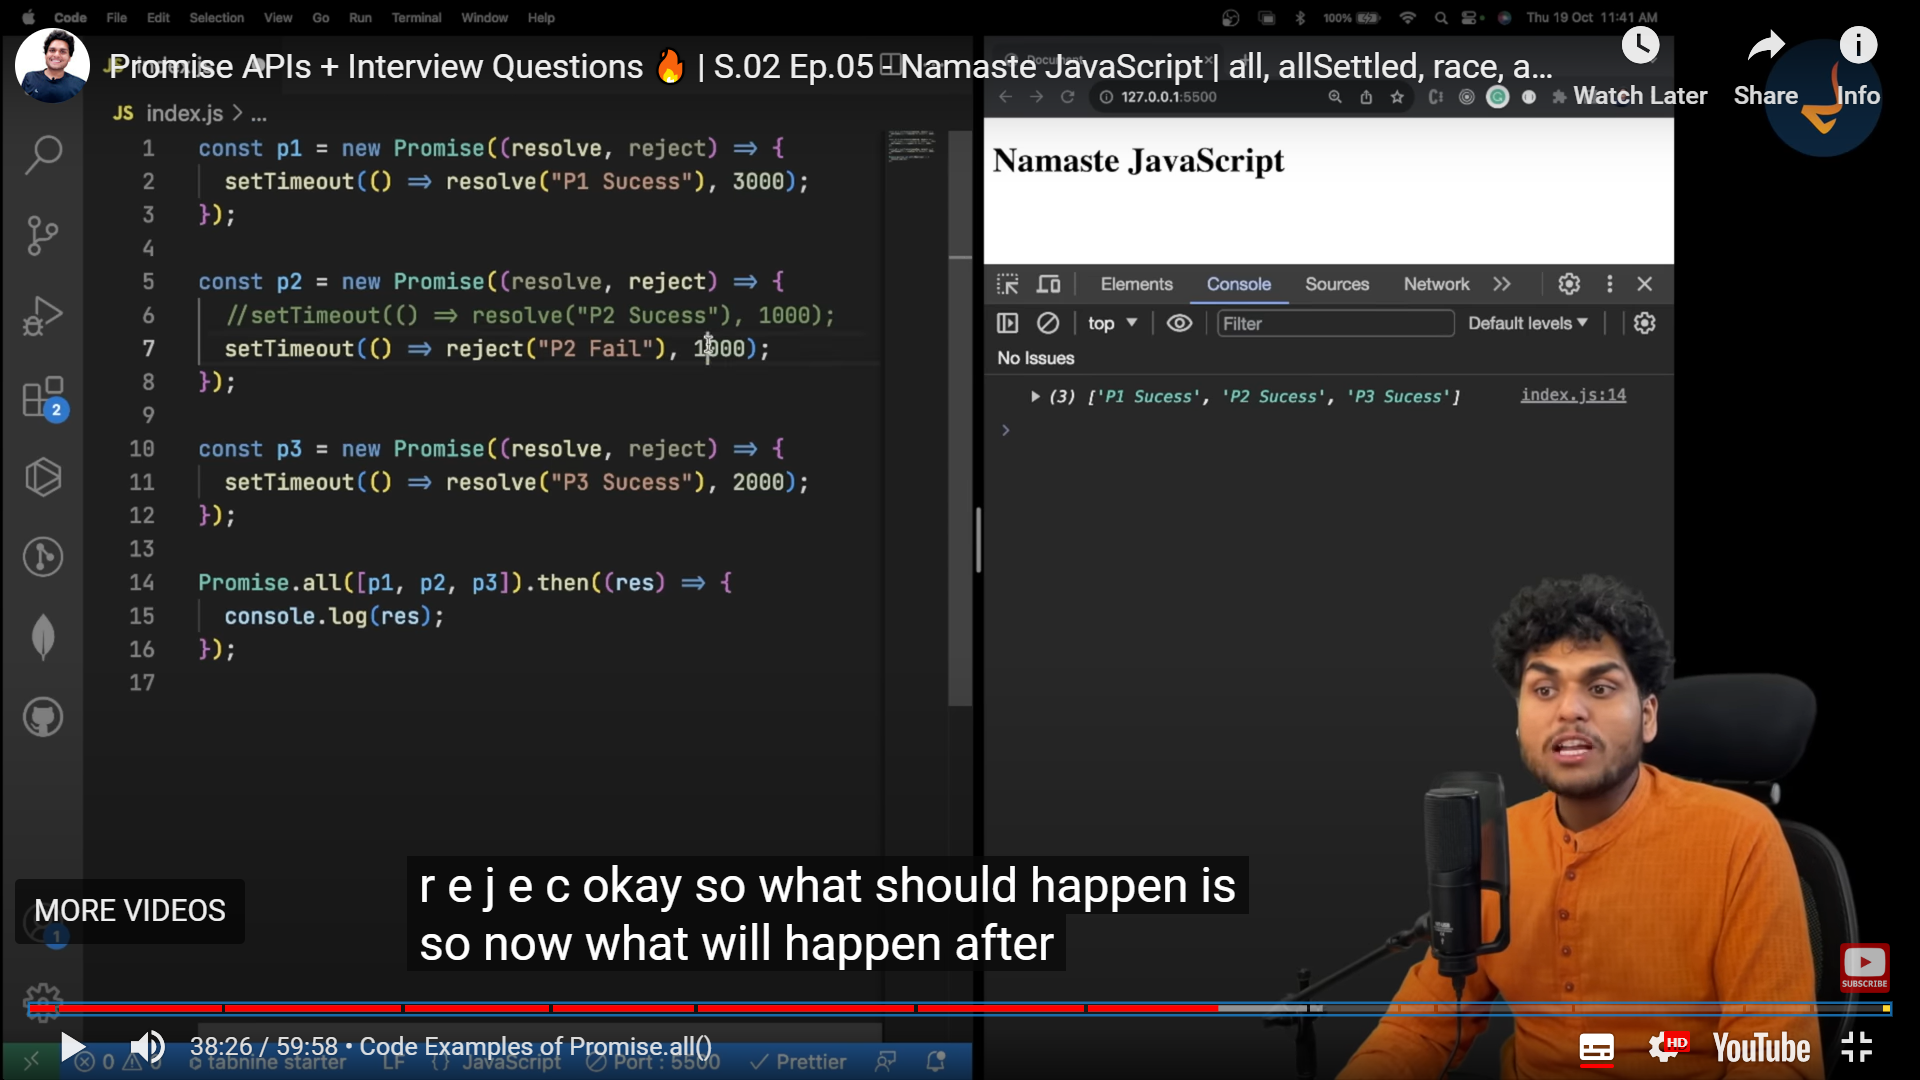 Code File Edit Selection View Go Run Terminal Window Help
100% Thu 19 Oct 11:41 AM
Promise APIs + Interview Questions 🔥 | S.02 Ep.05 - Namaste JavaScript | all, allSettled, race, a...
Watch Later Share Info
JS index.js > ...
1 const p1 = new Promise((resolve, reject) => {
2 setTimeout(() => resolve("P1 Sucess"), 3000);
3 });
4
5 const p2 = new Promise((resolve, reject) => {
6 //setTimeout(() => resolve("P2 Sucess"), 1000);
7 setTimeout(() => reject("P2 Fail"), 1000);
8 });
9
10 const p3 = new Promise((resolve, reject) => {
11 setTimeout(() => resolve("P3 Sucess"), 2000);
12 });
13
14 Promise.all([p1, p2, p3]).then((res) => {
15 console.log(res);
16 });
17
2
127.0.0.1:5500
Namaste JavaScript
Elements Console Sources Network
top Filter Default levels
No Issues
(3) ['P1 Sucess', 'P2 Sucess', 'P3 Sucess'] index.js:14
r e j e c okay so what should happen is
so now what will happen after
MORE VIDEOS
1
SUBSCRIBE
38:26 / 59:58 • Code Examples of Promise.all()
HD YouTube
0 tabnine starter LF {} JavaScript Port : 5500 Prettier